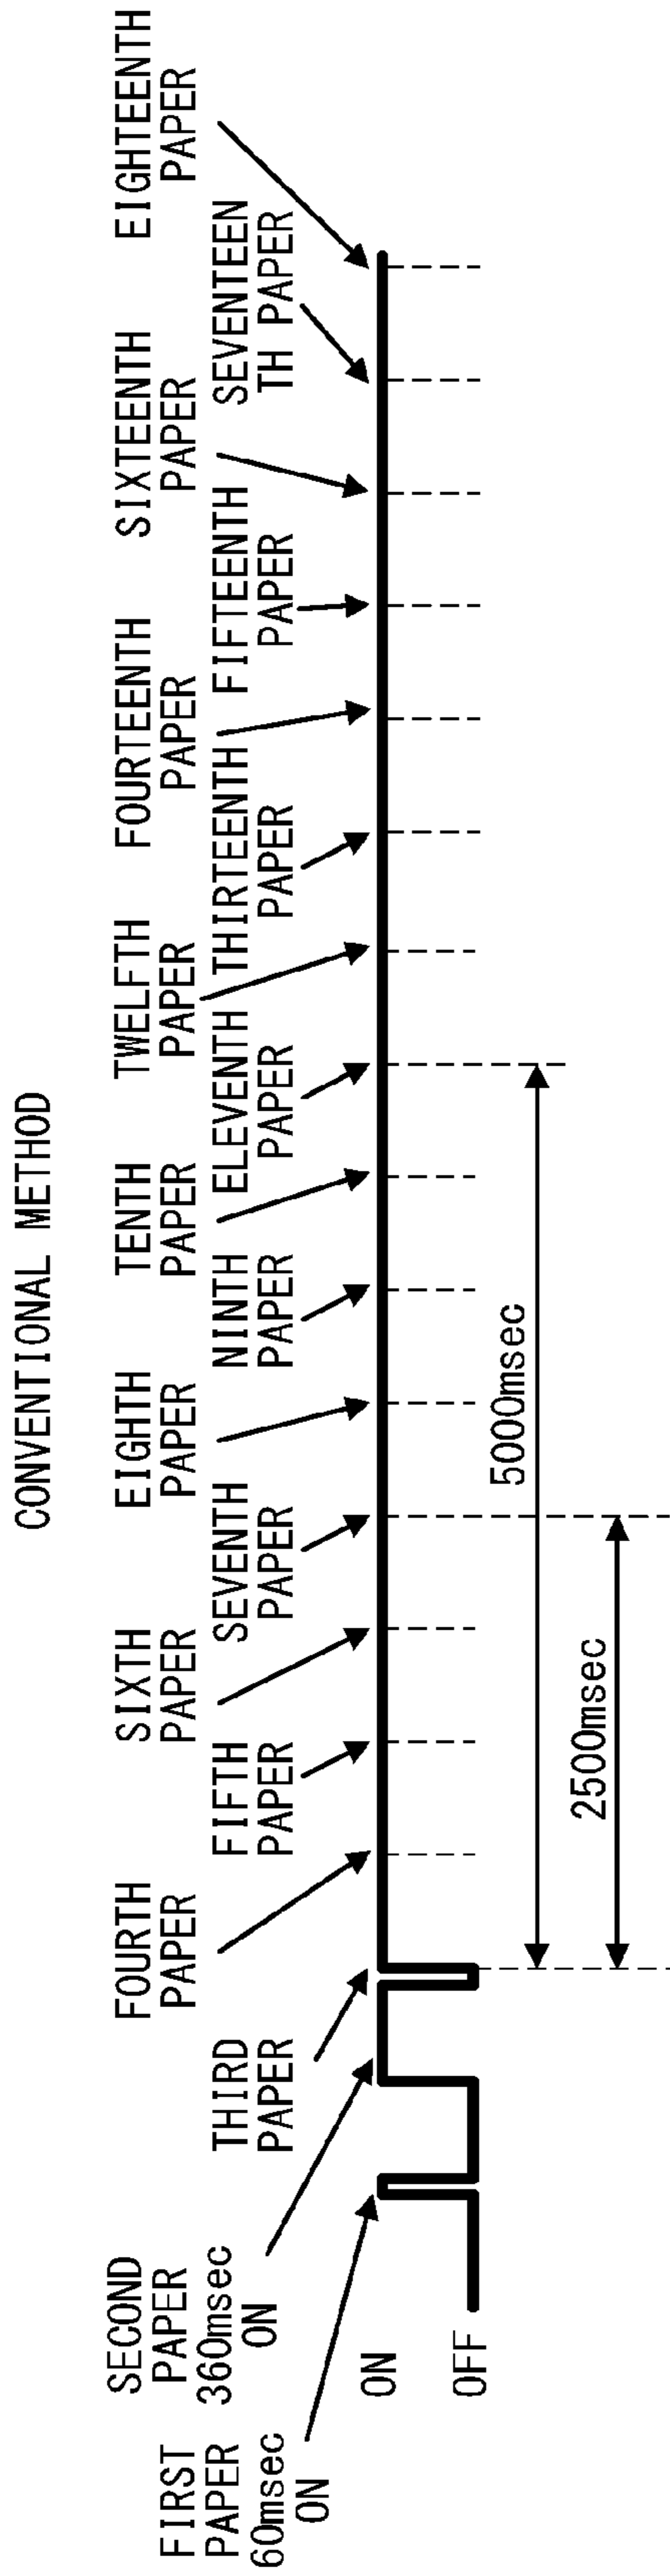 CONVENTIONAL METHOD
FIRST
PAPER
60msec
ON
SECOND
PAPER
360msec
ON
THIRD
PAPER
FOURTH
PAPER
FIFTH
PAPER
SIXTH
PAPER
SEVENTH
PAPER
EIGHTH
PAPER
NINTH
PAPER
TENTH
PAPER
ELEVENTH
PAPER
TWELFTH
PAPER
THIRTEENTH
PAPER
FOURTEENTH
PAPER
FIFTEENTH
PAPER
SIXTEENTH
PAPER
SEVENTEEN
TH PAPER
EIGHTEENTH
PAPER
ON
OFF
5000msec
2500msec